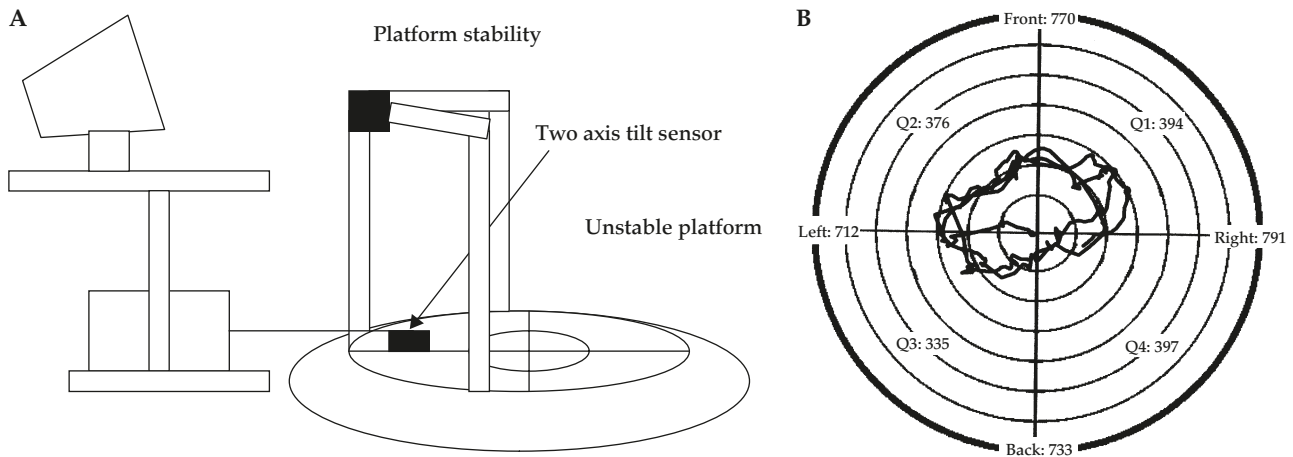 A
Platform stability
Two axis tilt sensor
Unstable platform
B
Front: 770
Q2: 376
Q1: 394
Left: 712
Right: 791
Q3: 335
Q4: 397
Back: 733